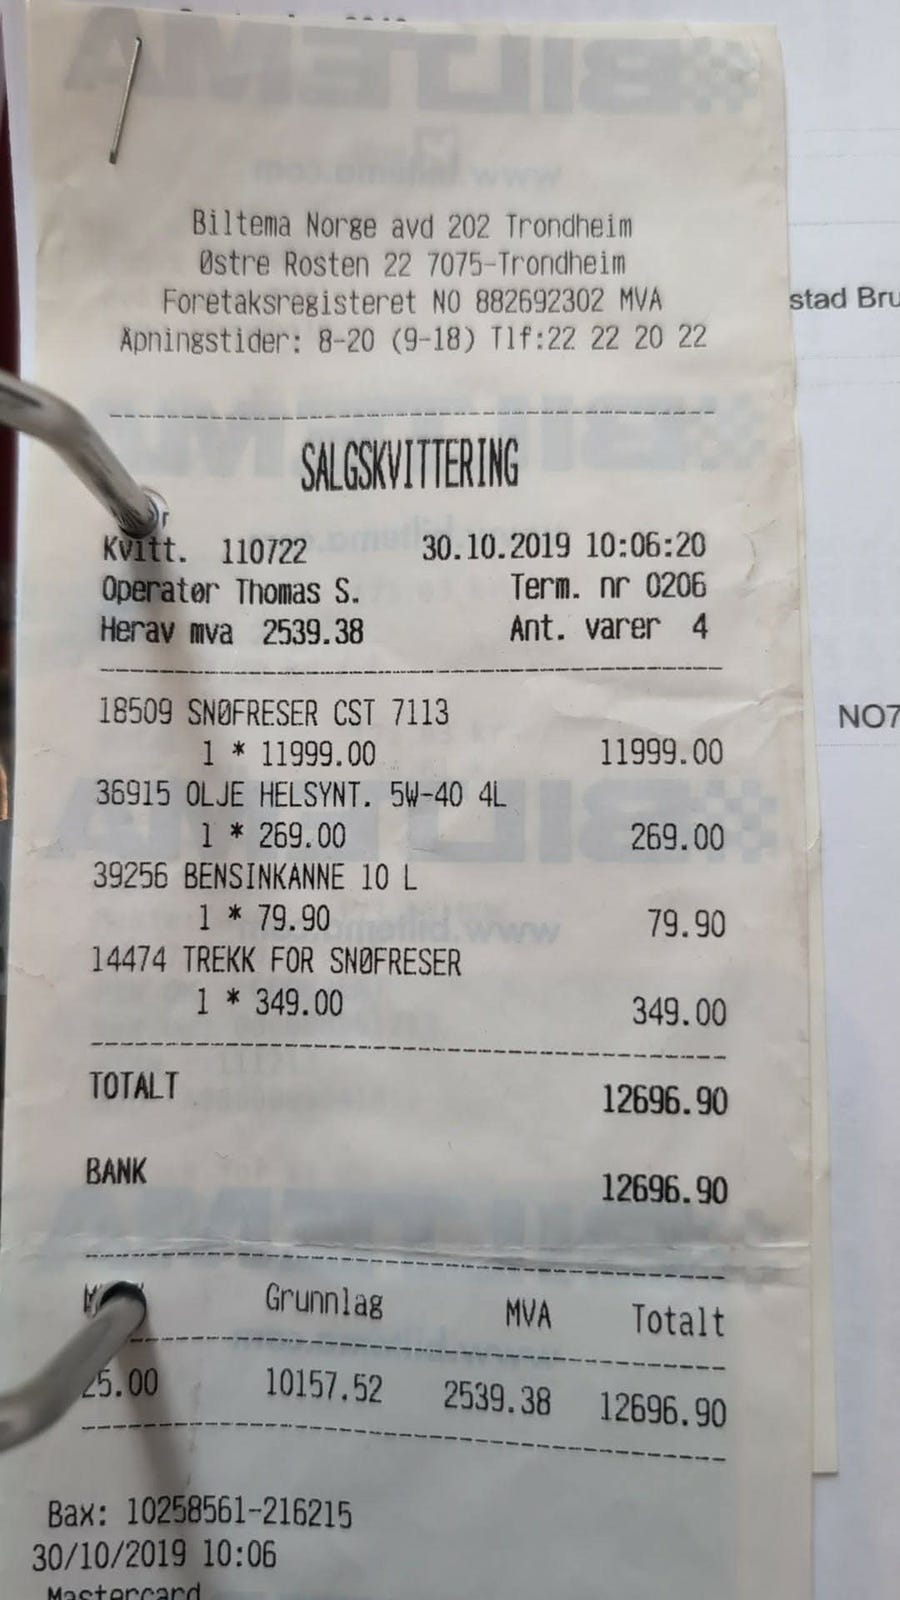 Biltema Norge avd 202 Trondheim
Østre Rosten 22 7075-Trondheim
Foretaksregisteret NO 882692302 MVA
stad Bru
Åpningstider: 8-20 (9-18) Tlf:22 22 20 22
SALGSKVITTERING
Kvitt. 110722 30.10.2019 10:06:20
Operatør Thomas S. Term. nr 0206
Herav mva 2539.38 Ant. varer 4
18509 SNØFRESER CST 7113
NO7
1 * 11999.00 11999.00
36915 OLJE HELSYNT. 5W-40 4L
1 * 269.00 269.00
39256 BENSINKANNE 10 L
1 * 79.90 79.90
14474 TREKK FOR SNØFRESER
1 * 349.00 349.00
TOTALT 12696.90
BANK 12696.90
Grunnlag MVA Totalt
25.00 10157.52 2539.38 12696.90
Bax: 10258561-216215
30/10/2019 10:06
Mastercard